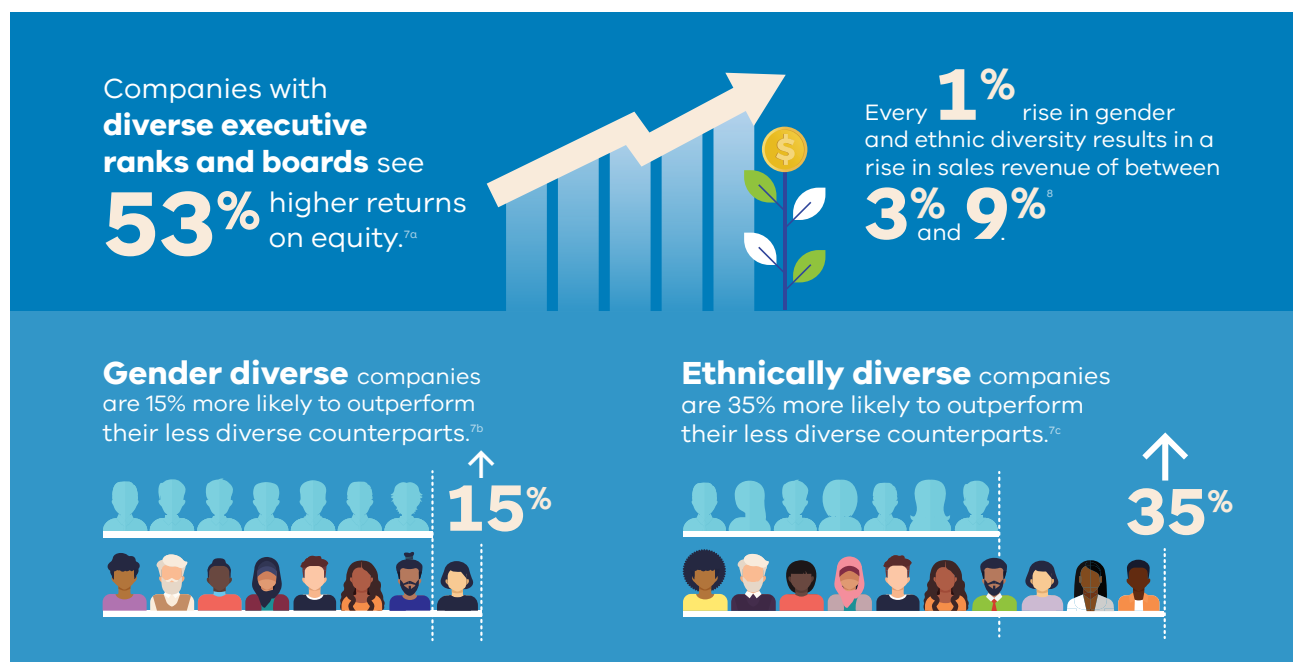 Companies with
diverse executive
ranks and boards see
53% higher returns
on equity.7a
$
Every 1% rise in gender
and ethnic diversity results in a
rise in sales revenue of between
3% and 9%.8
Gender diverse companies
are 15% more likely to outperform
their less diverse counterparts.7b
15%
Ethnically diverse companies
are 35% more likely to outperform
their less diverse counterparts.7c
35%